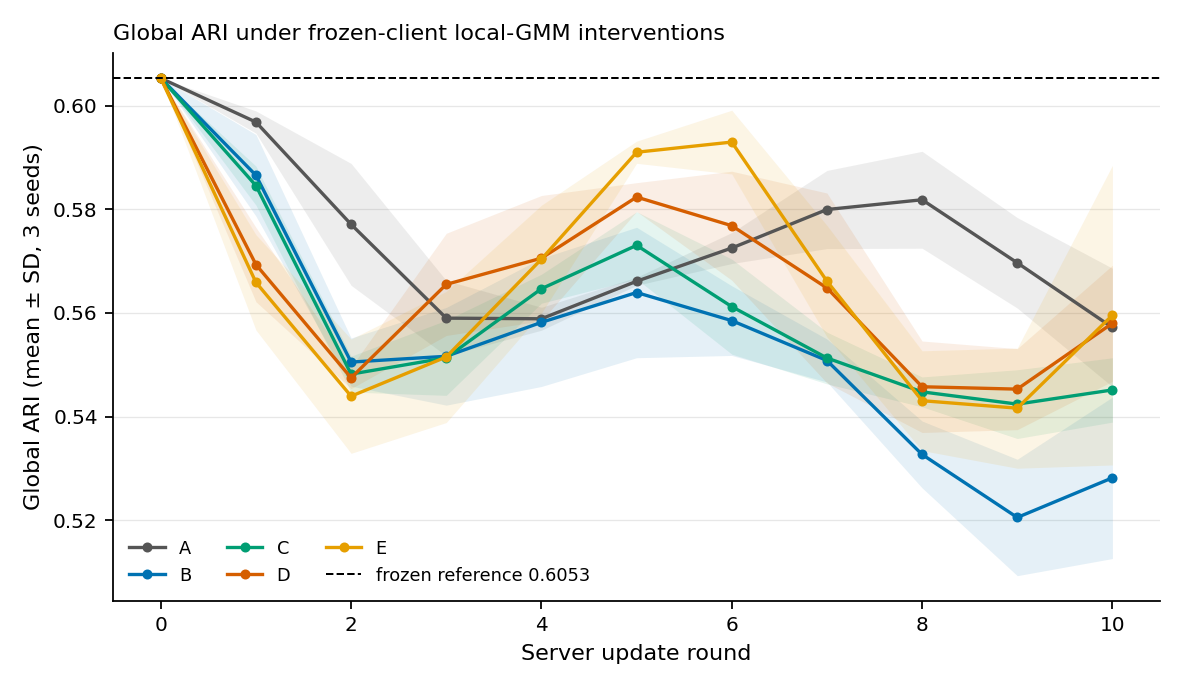 Global ARI under frozen-client local-GMM interventions
Global ARI (mean ± SD, 3 seeds)
0.60
0.58
0.56
0.54
0.52
A
C
E
B
D
frozen reference 0.6053
0 2 4 6 8 10
Server update round